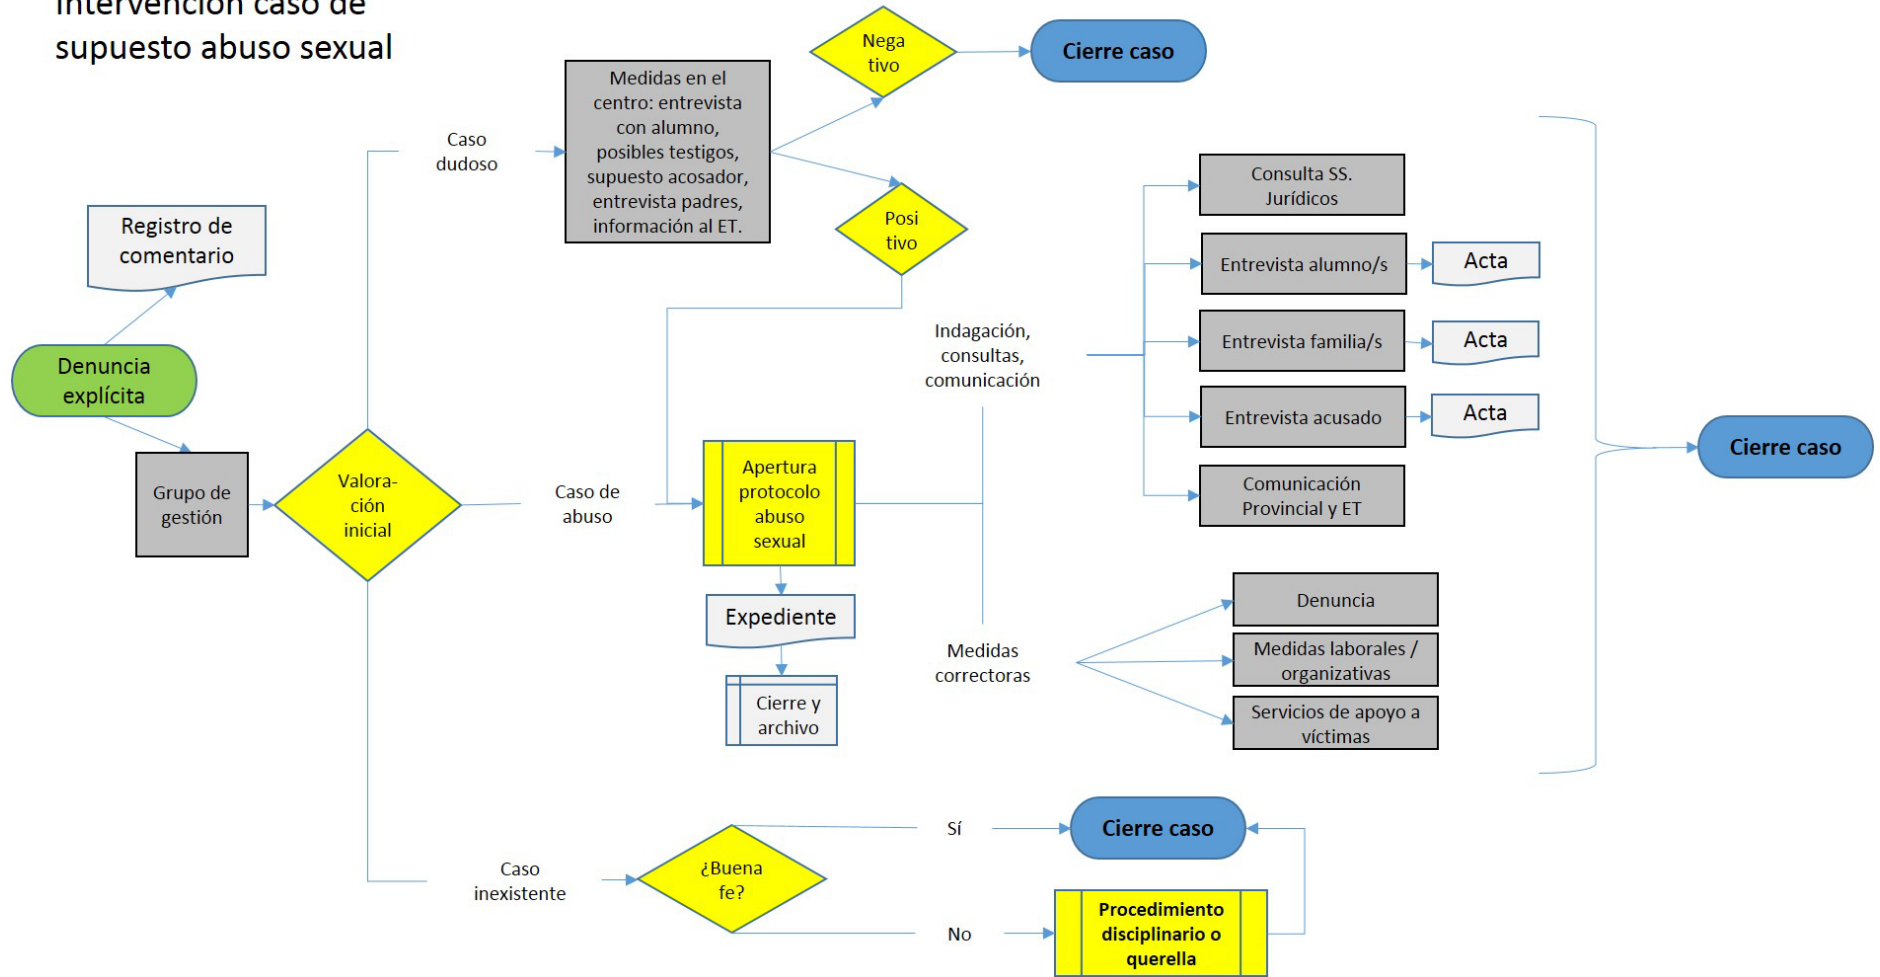 Intervención caso de
supuesto abuso sexual
Registro de
comentario
Denuncia
explícita
Grupo de
gestión
Valora-
ción
inicial
Caso
dudoso
Medidas en el
centro: entrevista
con alumno,
posibles testigos,
supuesto acosador,
entrevista padres,
información al ET.
Nega
tivo
Cierre caso
Posi
tivo
Caso de
abuso
Apertura
protocolo
abuso
sexual
Expediente
Cierre y
archivo
Indagación,
consultas,
comunicación
Consulta SS.
Jurídicos
Entrevista alumno/s
Acta
Entrevista familia/s
Acta
Entrevista acusado
Acta
Comunicación
Provincial y ET
Medidas
correctoras
Denuncia
Medidas laborales /
organizativas
Servicios de apoyo a
víctimas
Cierre caso
Caso
inexistente
¿Buena
fe?
Sí
Cierre caso
No
Procedimiento
disciplinario o
querella